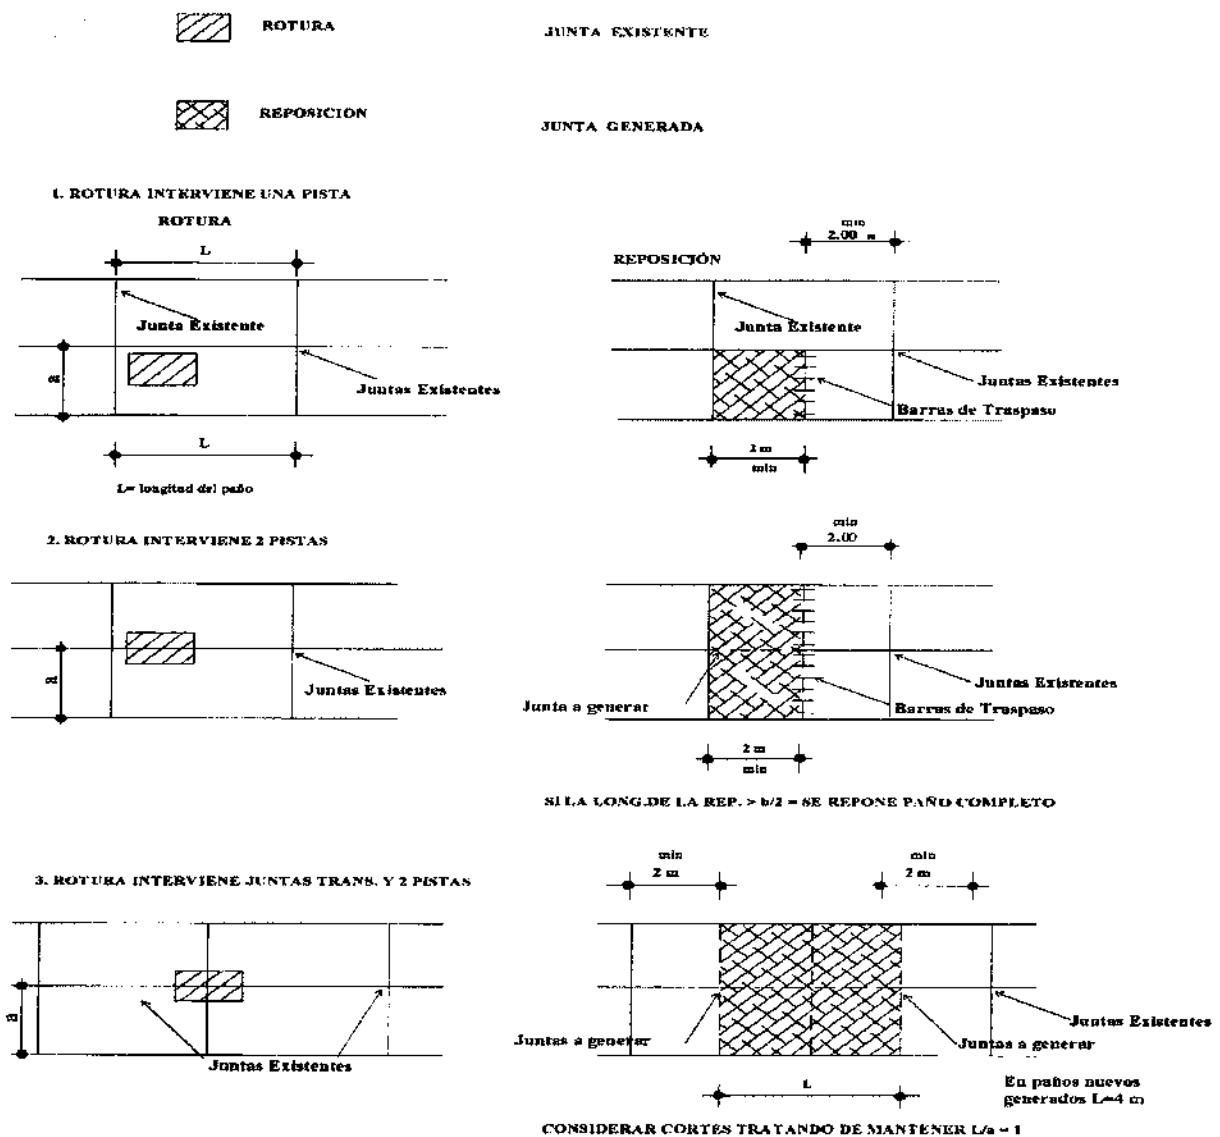 ROTURA
JUNTA EXISTENTE
REPOSICION
JUNTA GENERADA
1. ROTURA INTERVIENE UNA PISTA
ROTURA
L
Junta Existente
a
Juntas Existentes
L
L= longitud del paño
min
2.00 m
REPOSICIÓN
Junta Existente
Juntas Existentes
Barras de Traspaso
2 m
min
2. ROTURA INTERVIENE 2 PISTAS
a
Juntas Existentes
min
2.00
Junta a generar
Juntas Existentes
Barras de Traspaso
2 m
min
SI LA LONG.DE LA REP. > b/2 = SE REPONE PAÑO COMPLETO
3. ROTURA INTERVIENE JUNTAS TRANS. Y 2 PISTAS
a
Juntas Existentes
min
2 m
min
2 m
Juntas a generar
Juntas Existentes
Juntas a generar
L
En paños nuevos
generados L=4 m
CONSIDERAR CORTES TRATANDO DE MANTENER L/a = 1